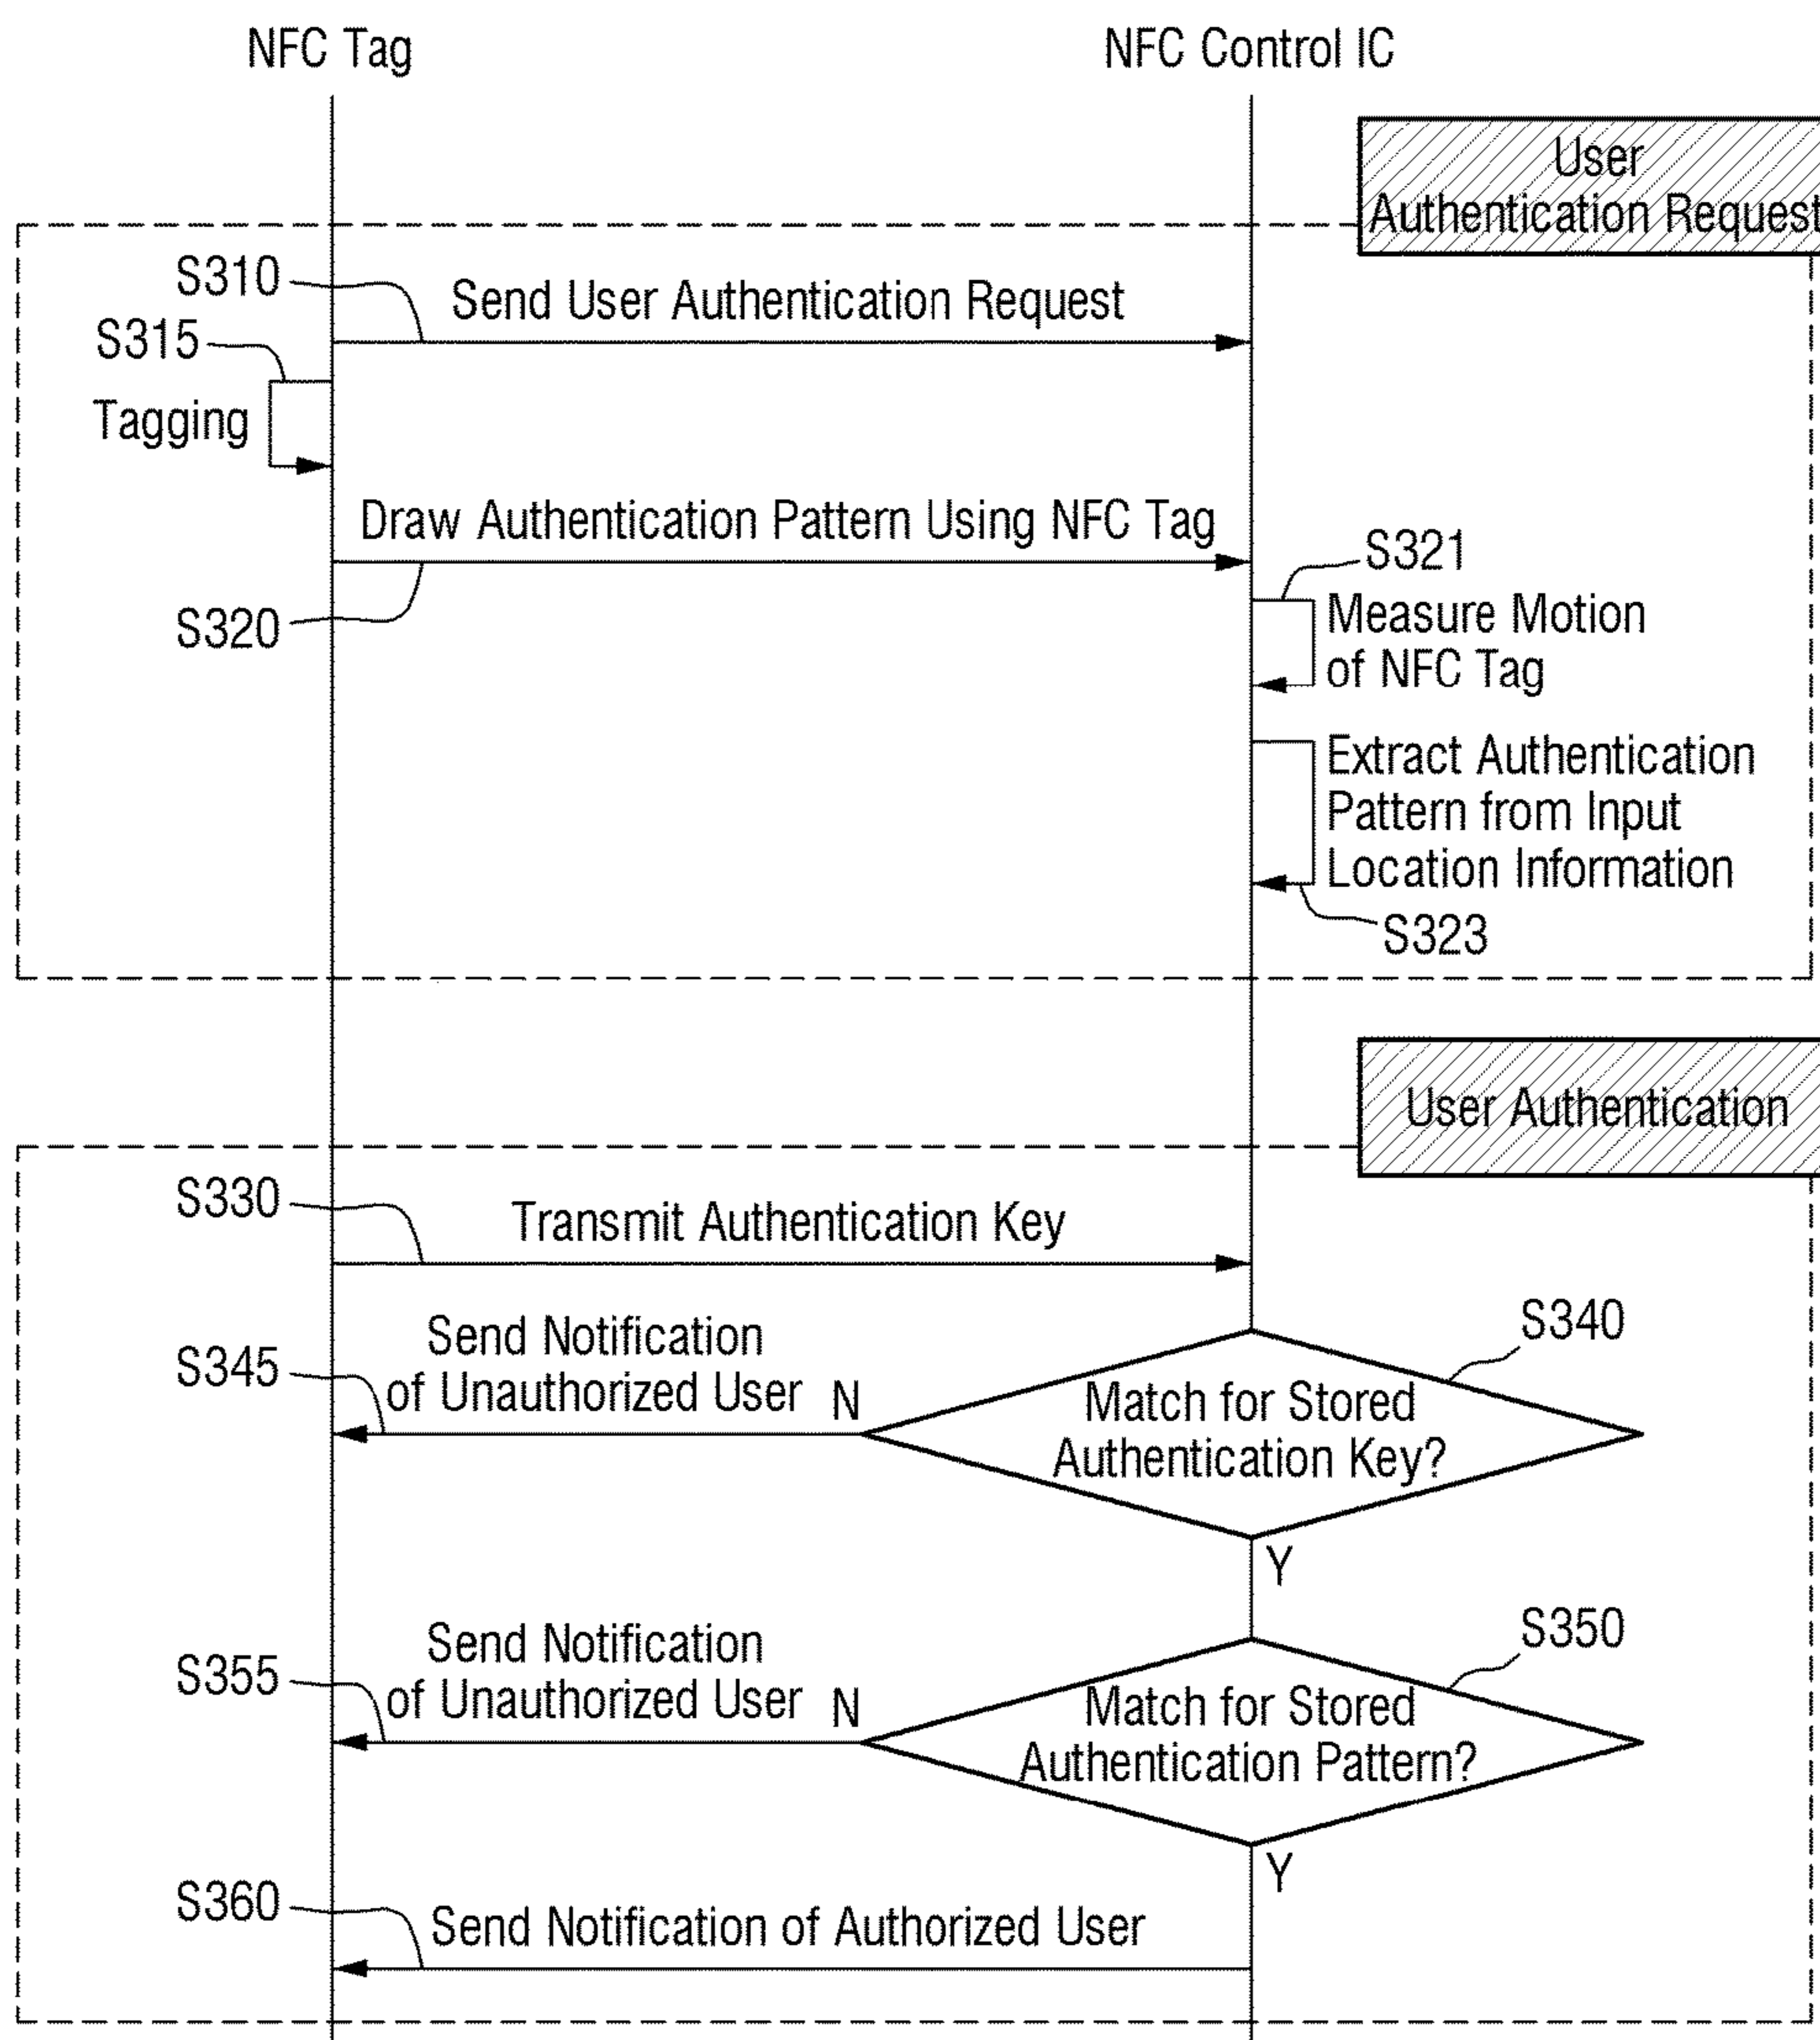 NFC Tag
NFC Control IC
User
Authentication Request
S310
Send User Authentication Request
S315
Tagging
Draw Authentication Pattern Using NFC Tag
S320
S321
Measure Motion
of NFC Tag
Extract Authentication
Pattern from Input
Location Information
S323
User Authentication
S330
Transmit Authentication Key
S340
Send Notification
of Unauthorized User
S345
N
Match for Stored
Authentication Key?
Y
S350
Send Notification
of Unauthorized User
S355
N
Match for Stored
Authentication Pattern?
Y
S360
Send Notification of Authorized User